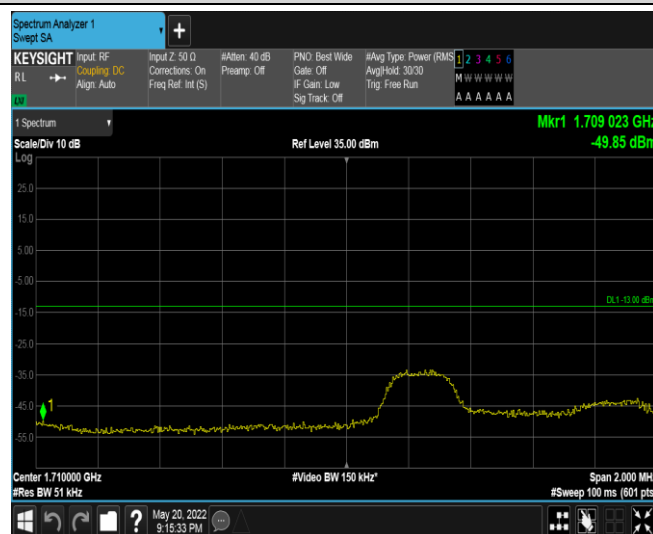 Spectrum Analyzer 1
Swept SA
+
KEYSIGHT Input: RF Input Z: 50 Ω #Atten: 40 dB PNO: Best Wide #Avg Type: Power (RMS 1 2 3 4 5 6
RL Coupling: DC Corrections: On Preamp: Off Gate: Off Avg|Hold: 30/30 M W W W W W
Align: Auto Freq Ref: Int (S) IF Gain: Low Trig: Free Run
Sig Track: Off A A A A A A
1 Spectrum Mkr1 1.709 023 GHz
Scale/Div 10 dB Ref Level 35.00 dBm -49.85 dBm
Log
25.0
15.0
5.00
-5.00
DL1 -13.00 dBm
-15.0
-25.0
-35.0
-45.0 1
-55.0
Center 1.710000 GHz #Video BW 150 kHz* Span 2.000 MHz
#Res BW 51 kHz #Sweep 100 ms (601 pts
? May 20, 2022
9:15:33 PM